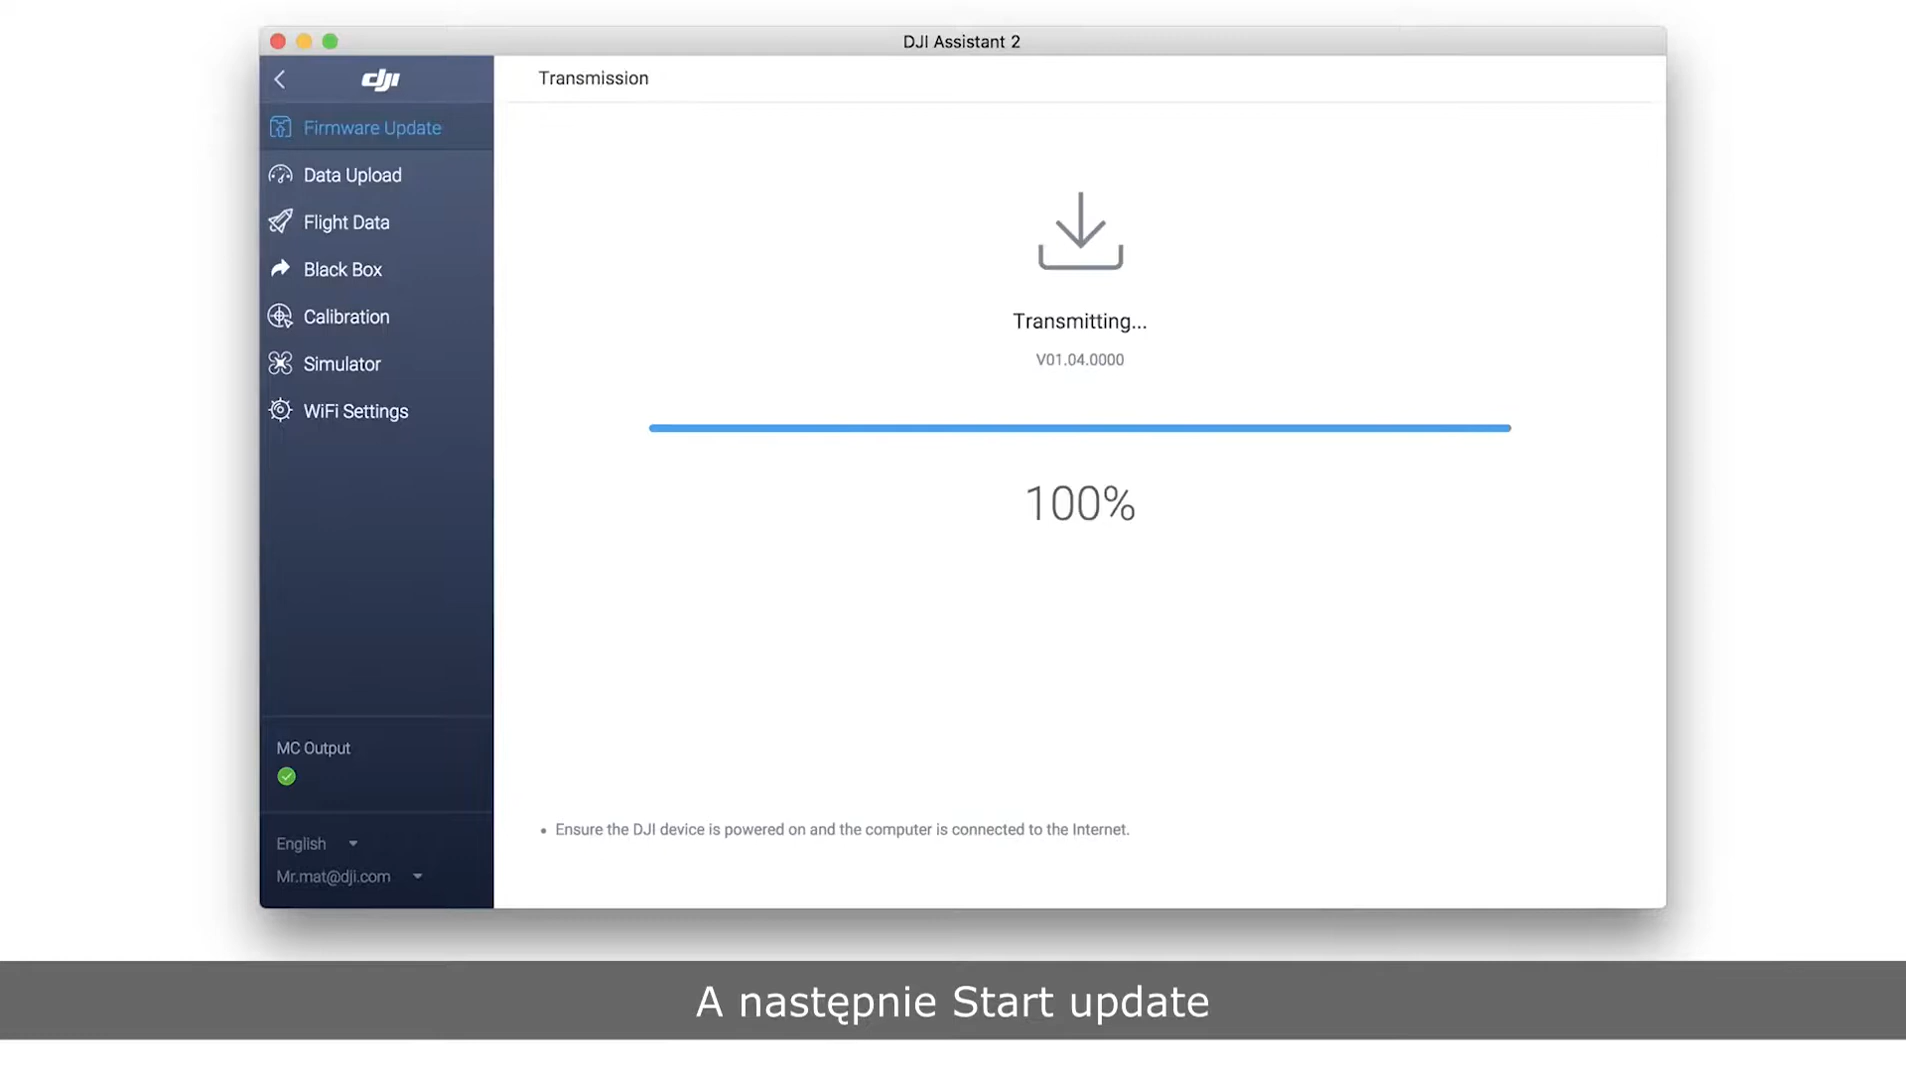 DJI Assistant 2
dji
Transmission
Firmware Update
Data Upload
Flight Data
Black Box
Calibration
Simulator
WiFi Settings
Transmitting...
V01.04.0000
100%
MC Output
English
Mr.mat@dji.com
• Ensure the DJI device is powered on and the computer is connected to the Internet.
A następnie Start update